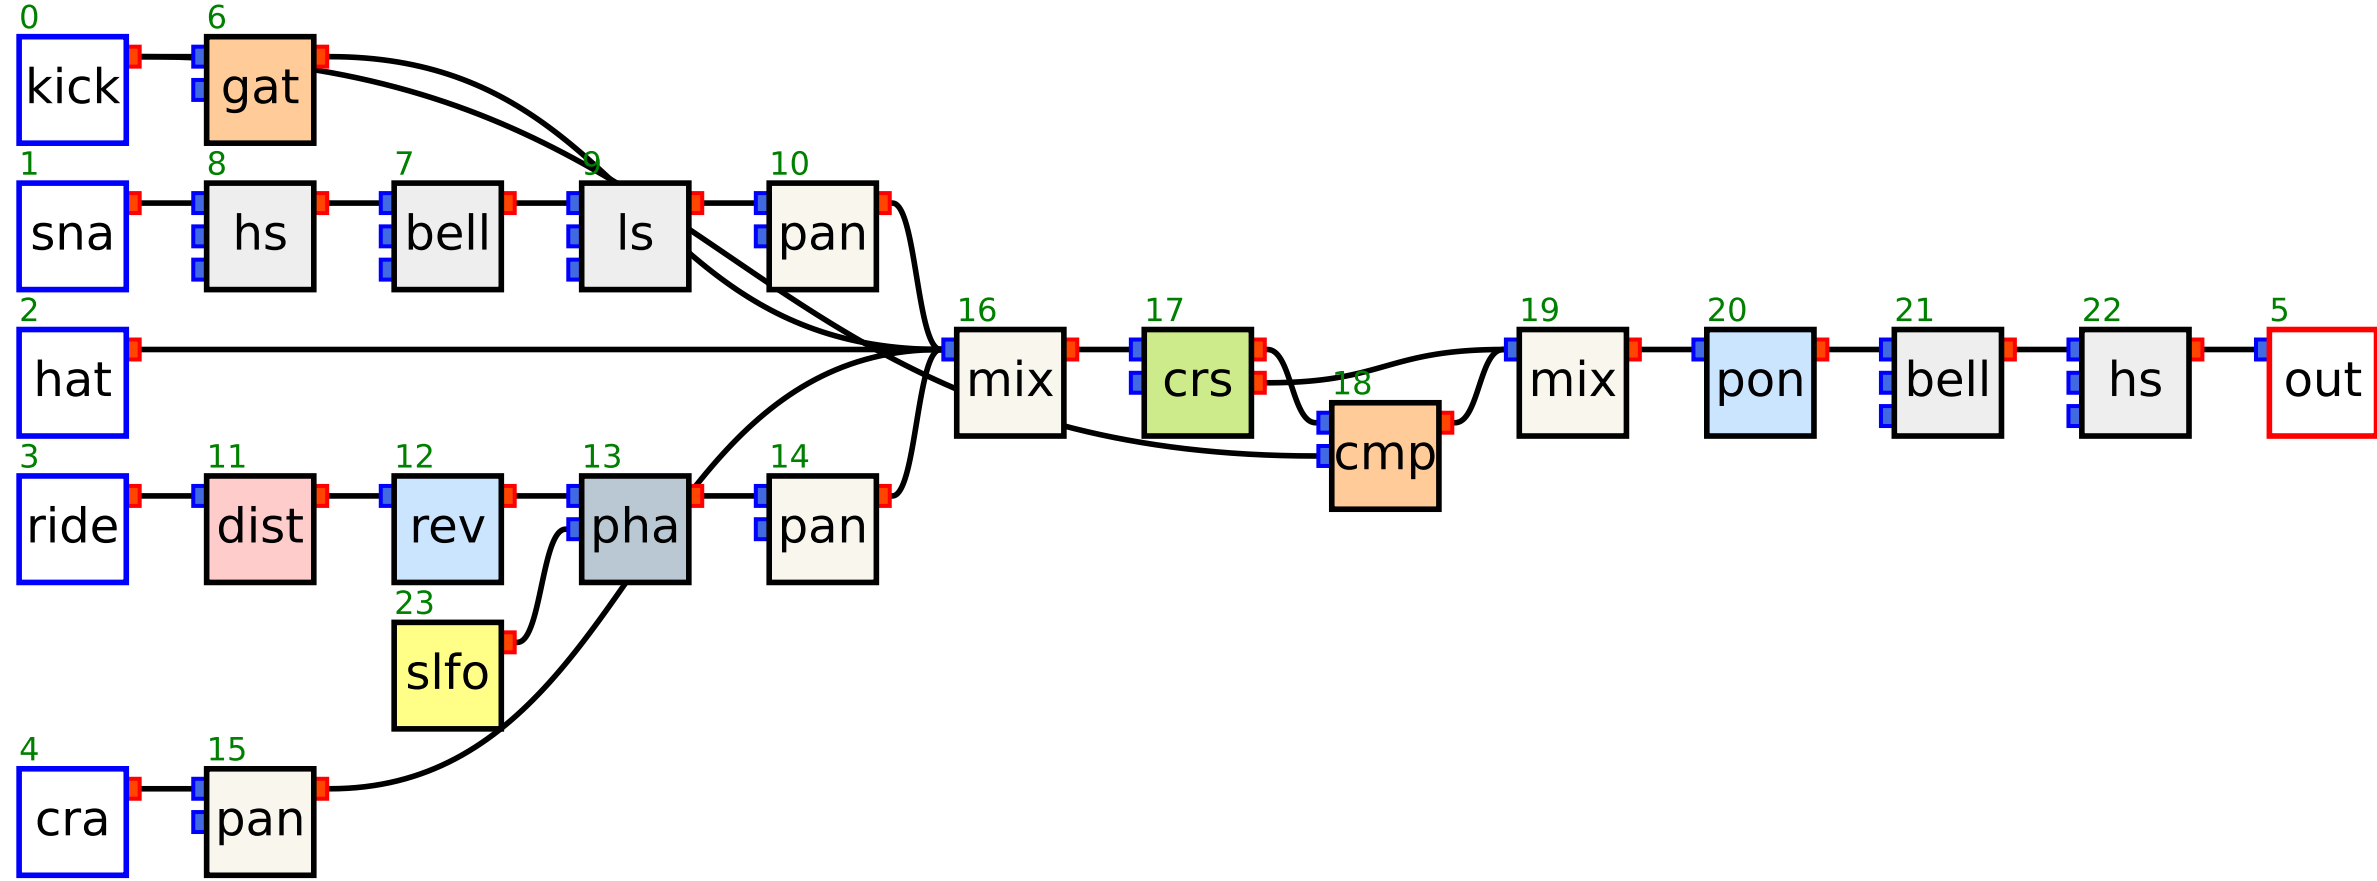 0 6
kick gat
1 8 7 9 10
sna hs bell ls pan
2 16 17 19 20 21 22 5
hat mix crs 18 mix pon bell hs out
3 11 12 13 14 cmp
ride dist rev pha pan
23
slfo
4 15
cra pan